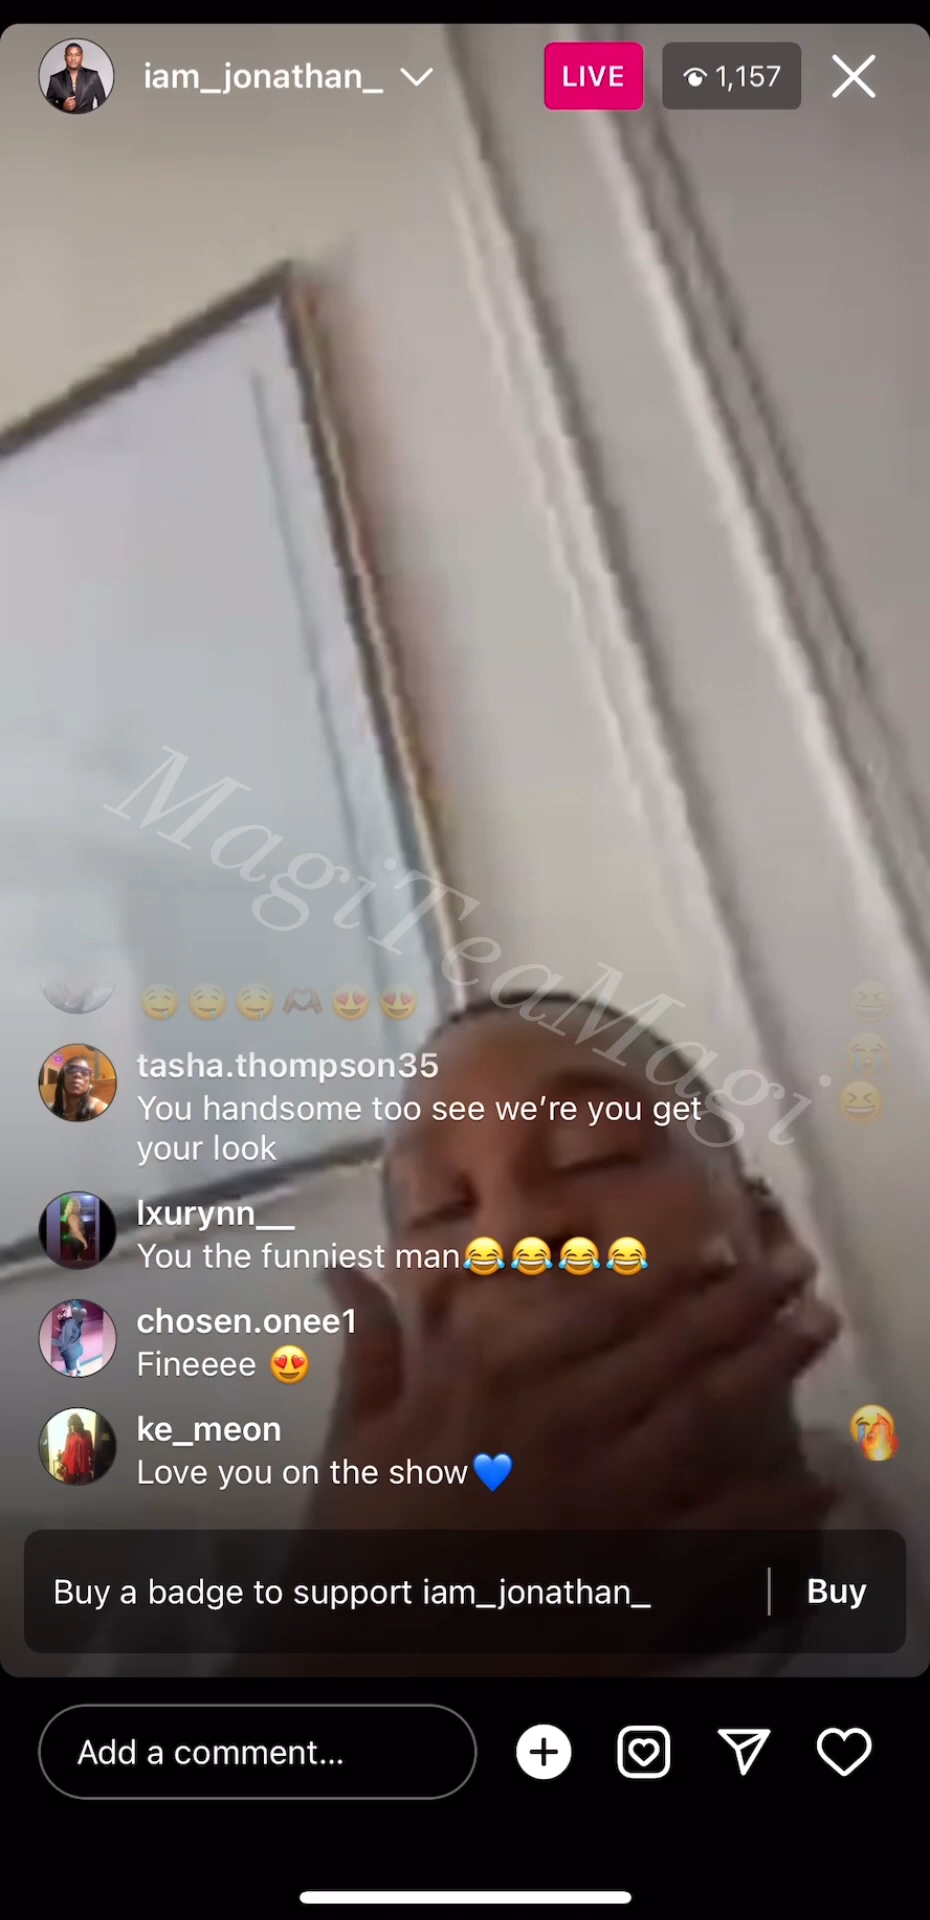 iam_jonathan_
LIVE
1,157
MagiTeaMagi
🤤🤤🤤🫶🏾😍😍
tasha.thompson35
You handsome too see we’re you get
your look
lxurynn__
You the funniest man😂😂😂😂
chosen.onee1
Fineeee 😍
ke_meon
Love you on the show💙
Buy a badge to support iam_jonathan_ | Buy
Add a comment...